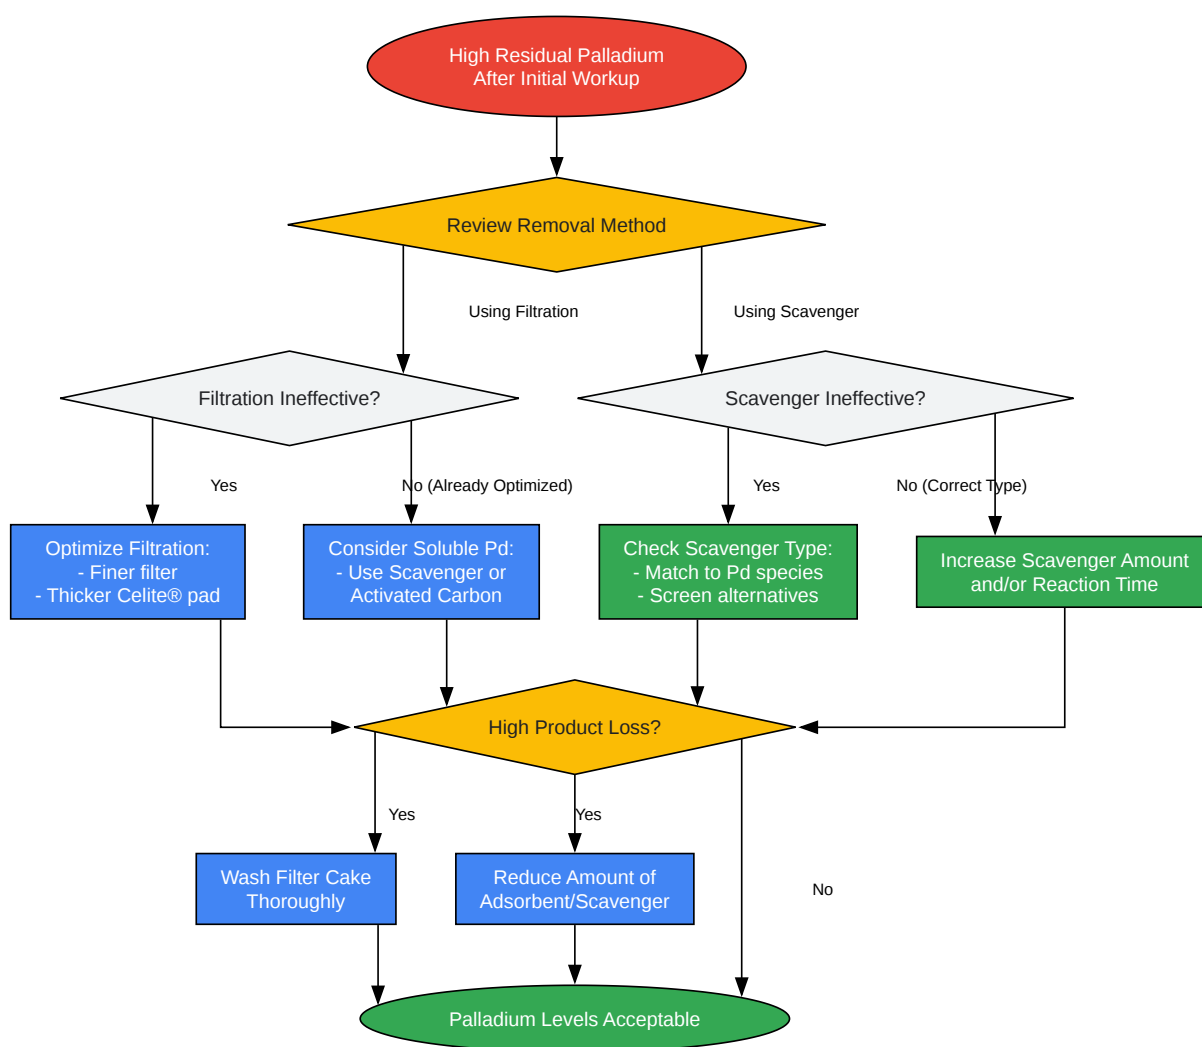 High Residual Palladium
After Initial Workup
Review Removal Method
Using Filtration
Using Scavenger
Filtration Ineffective?
Scavenger Ineffective?
Yes
No (Already Optimized)
Yes
No (Correct Type)
Optimize Filtration:
- Finer filter
- Thicker Celite® pad
Consider Soluble Pd:
- Use Scavenger or
Activated Carbon
Check Scavenger Type:
- Match to Pd species
- Screen alternatives
Increase Scavenger Amount
and/or Reaction Time
High Product Loss?
Yes
Yes
No
Wash Filter Cake
Thoroughly
Reduce Amount of
Adsorbent/Scavenger
Palladium Levels Acceptable